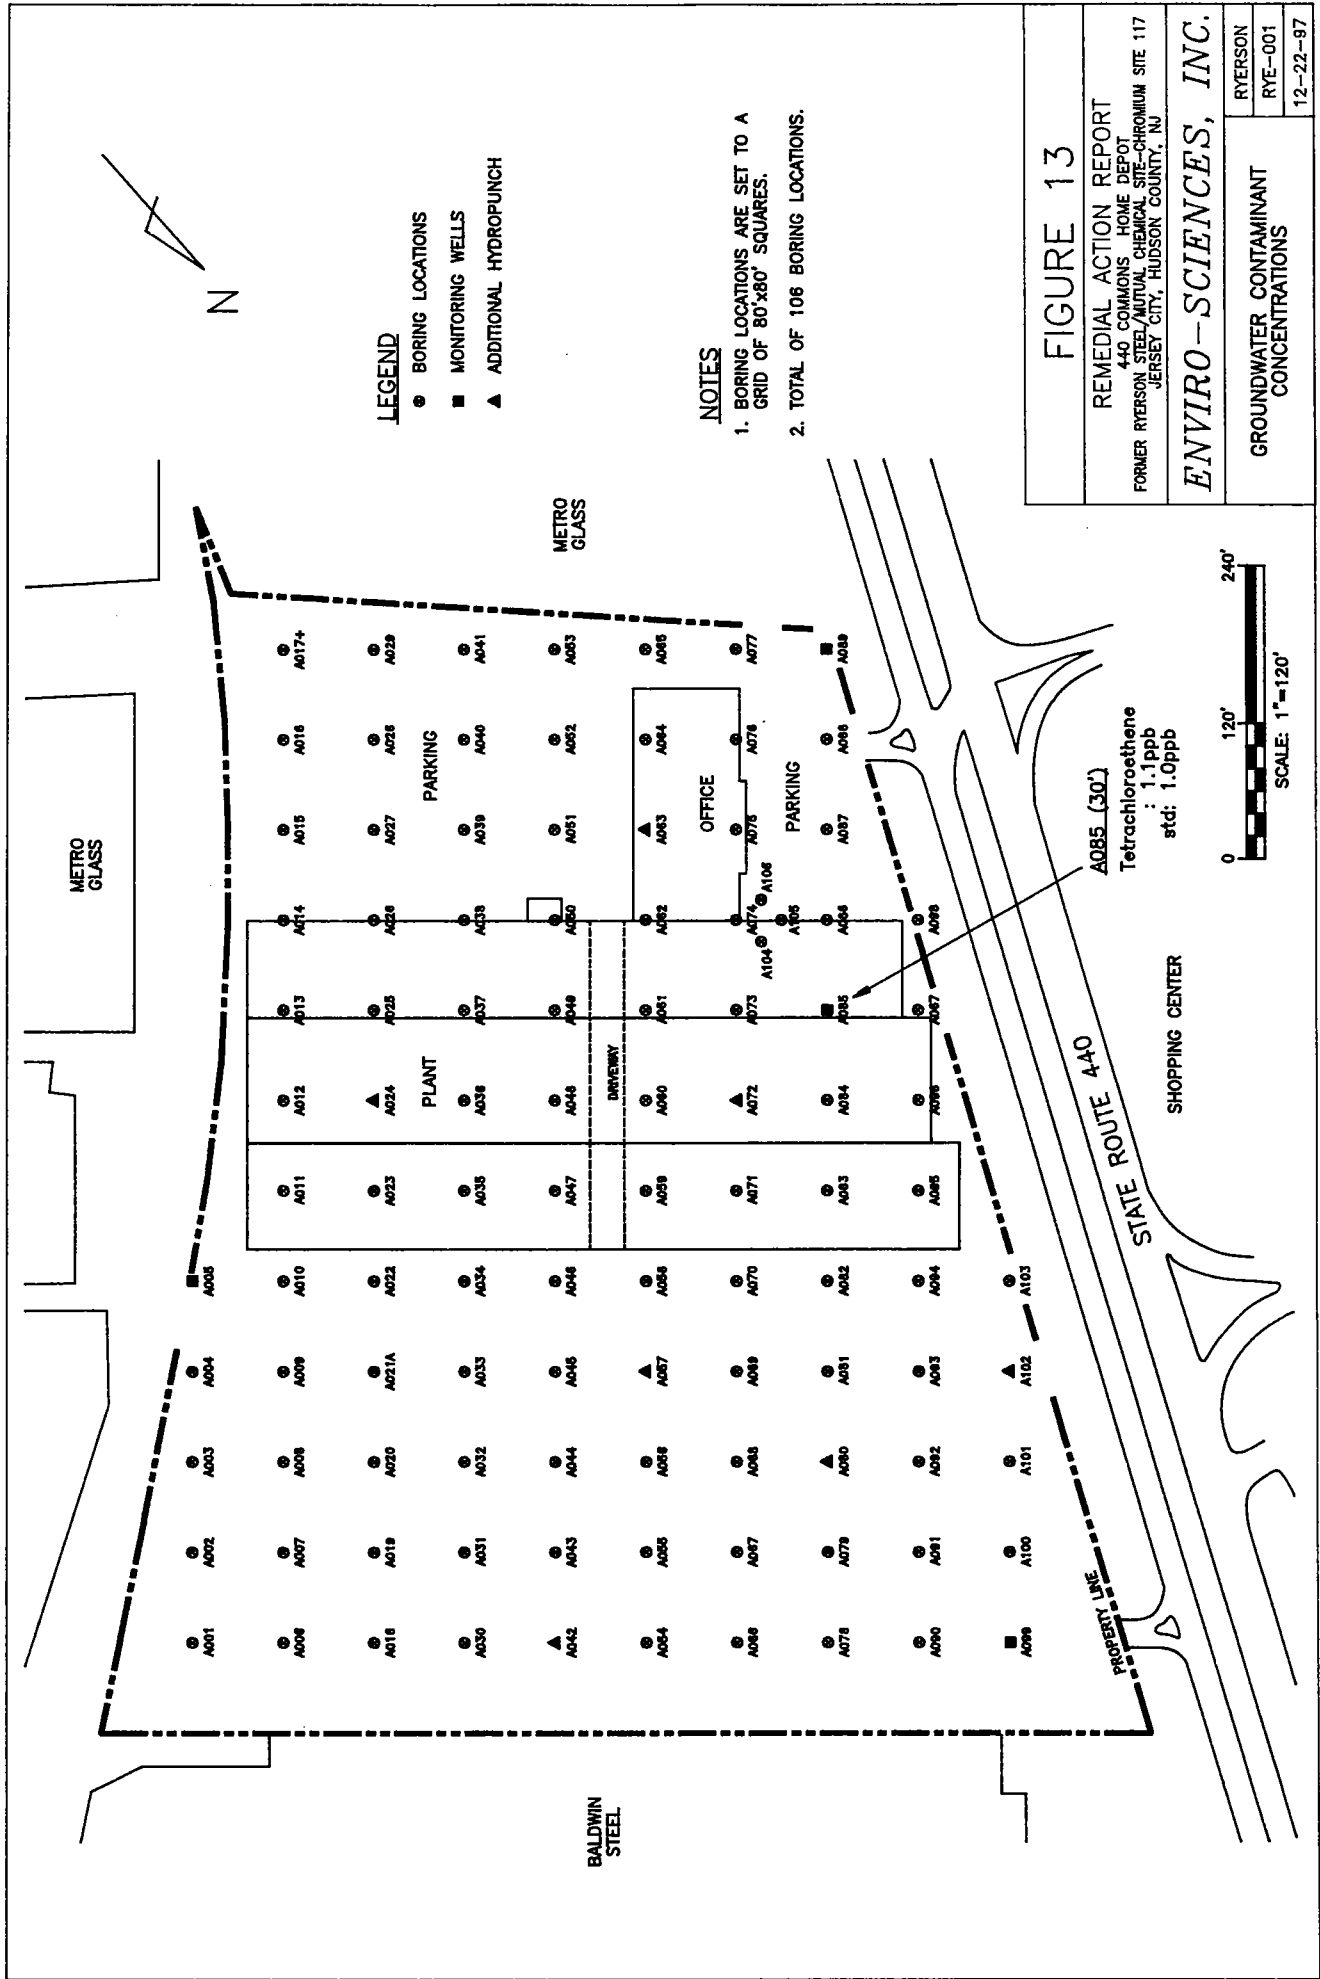 METRO
GLASS
N
LEGEND
BORING LOCATIONS
MONITORING WELLS
ADDITIONAL HYDROPUNCH
NOTES
1. BORING LOCATIONS ARE SET TO A
GRID OF 80'x80' SQUARES.
2. TOTAL OF 106 BORING LOCATIONS.
METRO
GLASS
BALDWIN
STEEL
A001
A002
A003
A004
A005
A006
A007
A008
A009
A010
A011
A012
A013
A014
A015
A016
A017+
A018
A019
A020
A021A
A022
A023
A024
A025
A026
A027
A028
A029
PLANT
PARKING
A030
A031
A032
A033
A034
A035
A036
A037
A038
A039
A040
A041
A042
A043
A044
A045
A046
A047
A048
A049
A050
A051
A052
A053
DRIVEWAY
A054
A055
A056
A057
A058
A059
A060
A061
A062
A063
A064
A065
OFFICE
A066
A067
A068
A069
A070
A071
A072
A073
A074
A075
A076
A077
A104
A105
A106
PARKING
A078
A079
A080
A081
A082
A083
A084
A085
A086
A087
A088
A089
A090
A091
A092
A093
A094
A095
A096
A097
A098
A099
A100
A101
A102
A103
PROPERTY LINE
STATE ROUTE 440
SHOPPING CENTER
A085 (30')
Tetrachloroethene
: 1.1ppb
std: 1.0ppb
0
120'
240'
SCALE: 1"=120'
FIGURE 13
REMEDIAL ACTION REPORT
440 COMMONS HOME DEPOT
FORMER RYERSON STEEL/MUTUAL CHEMICAL SITE-CHROMIUM SITE 117
JERSEY CITY, HUDSON COUNTY, NJ
ENVIRO-SCIENCES, INC.
GROUNDWATER CONTAMINANT
CONCENTRATIONS
RYERSON
RYE-001
12-22-97